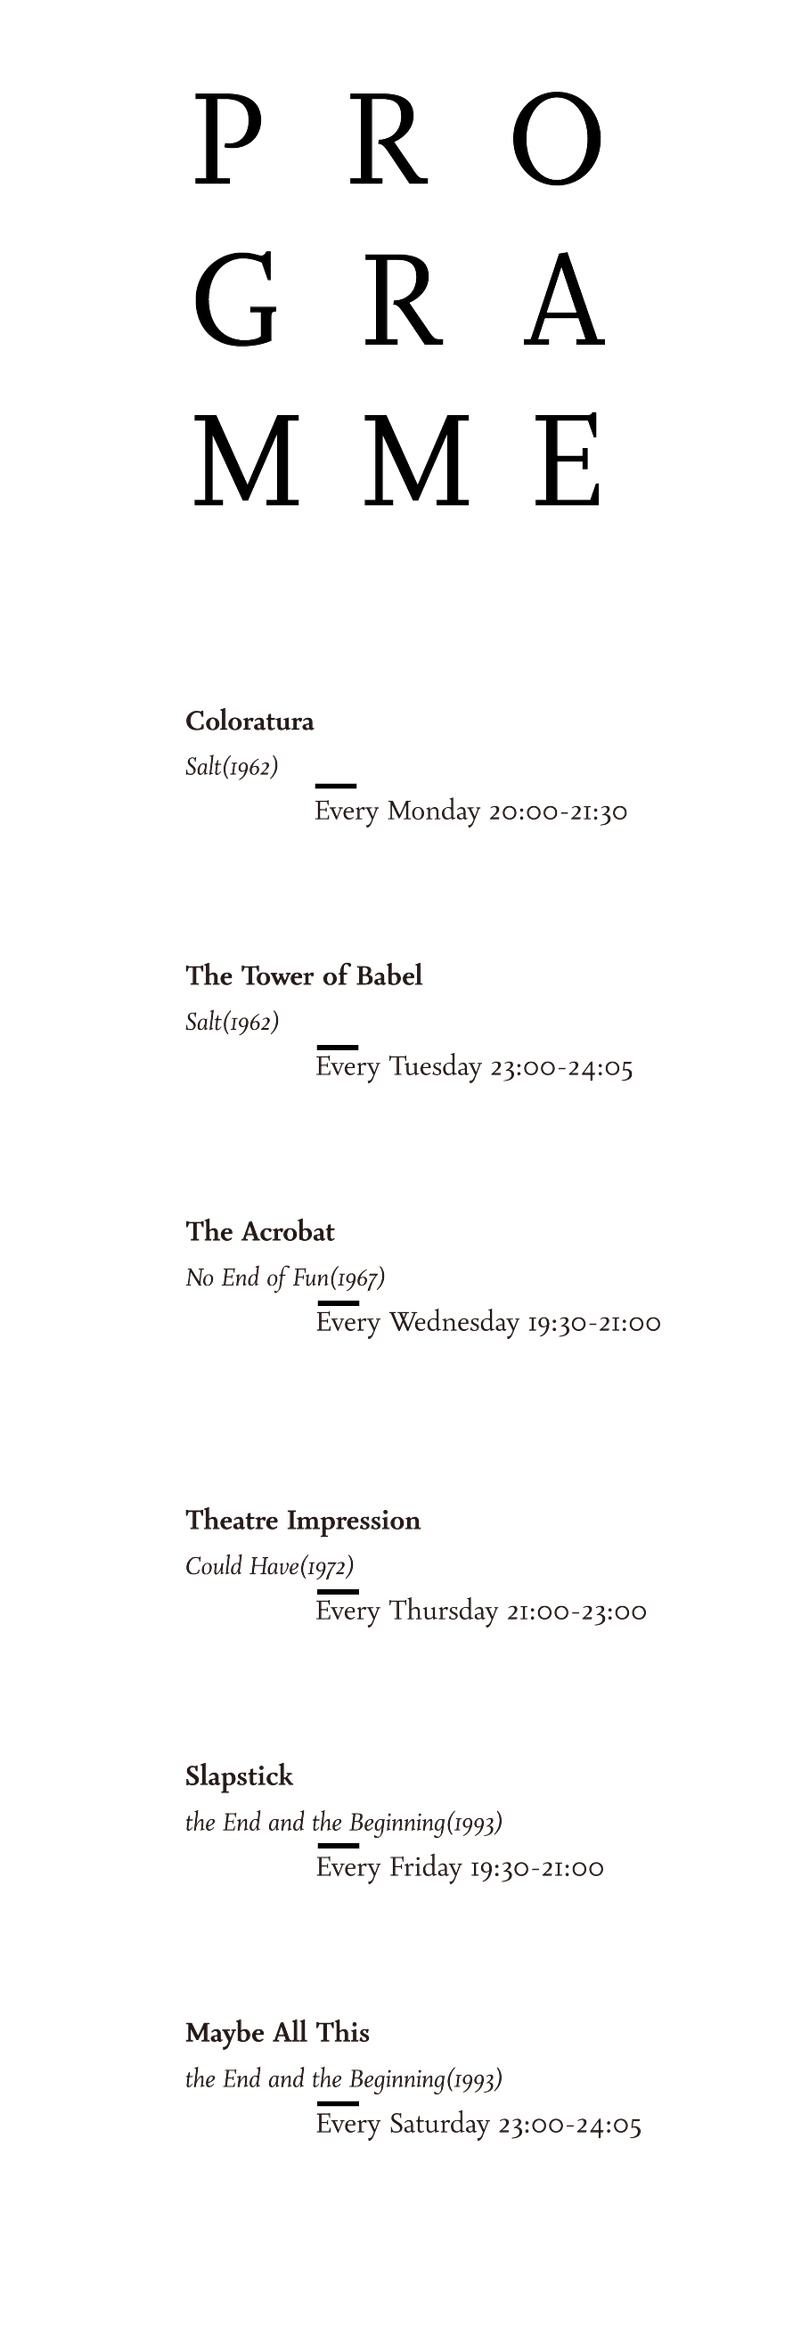 P R O
G R A
M M E
Coloratura
Salt(1962)
Every Monday 20:00-21:30
The Tower of Babel
Salt(1962)
Every Tuesday 23:00-24:05
The Acrobat
No End of Fun(1967)
Every Wednesday 19:30-21:00
Theatre Impression
Could Have(1972)
Every Thursday 21:00-23:00
Slapstick
the End and the Beginning(1993)
Every Friday 19:30-21:00
Maybe All This
the End and the Beginning(1993)
Every Saturday 23:00-24:05